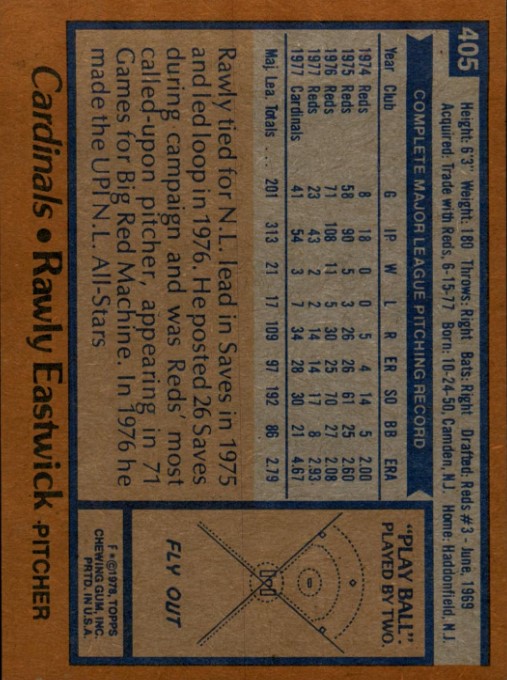 405
Height: 6'3" Weight: 180 Throws: Right Bats: Right Drafted: Reds #3 - June, 1969
Acquired: Trade with Reds, 6-15-77 Born: 10-24-50, Camden, N.J. Home: Haddonfield, N.J.
COMPLETE MAJOR LEAGUE PITCHING RECORD
Year Club G IP W L R ER SO BB ERA
1974 Reds 8 18 0 0 5 4 14 5 2.00
1975 Reds 58 90 5 3 26 26 61 25 2.60
1976 Reds 71 108 11 5 30 25 70 27 2.08
1977 Reds 23 43 2 2 14 14 17 8 2.93
1977 Cardinals 41 54 3 7 34 28 30 21 4.67
Maj. Lea. Totals ... 201 313 21 17 109 97 192 86 2.79
Rawly tied for N.L. lead in Saves in 1975
and led loop in 1976. He posted 26 Saves
during campaign and was Reds' most
called-upon pitcher, appearing in 71
Games for Big Red Machine. In 1976 he
made the UPI N.L. All-Stars
"PLAY BALL":
PLAYED BY TWO.
FLY OUT
F•©1978, TOPPS
CHEWING GUM, INC.
PRTD. IN U.S.A.
Cardinals • Rawly Eastwick •PITCHER